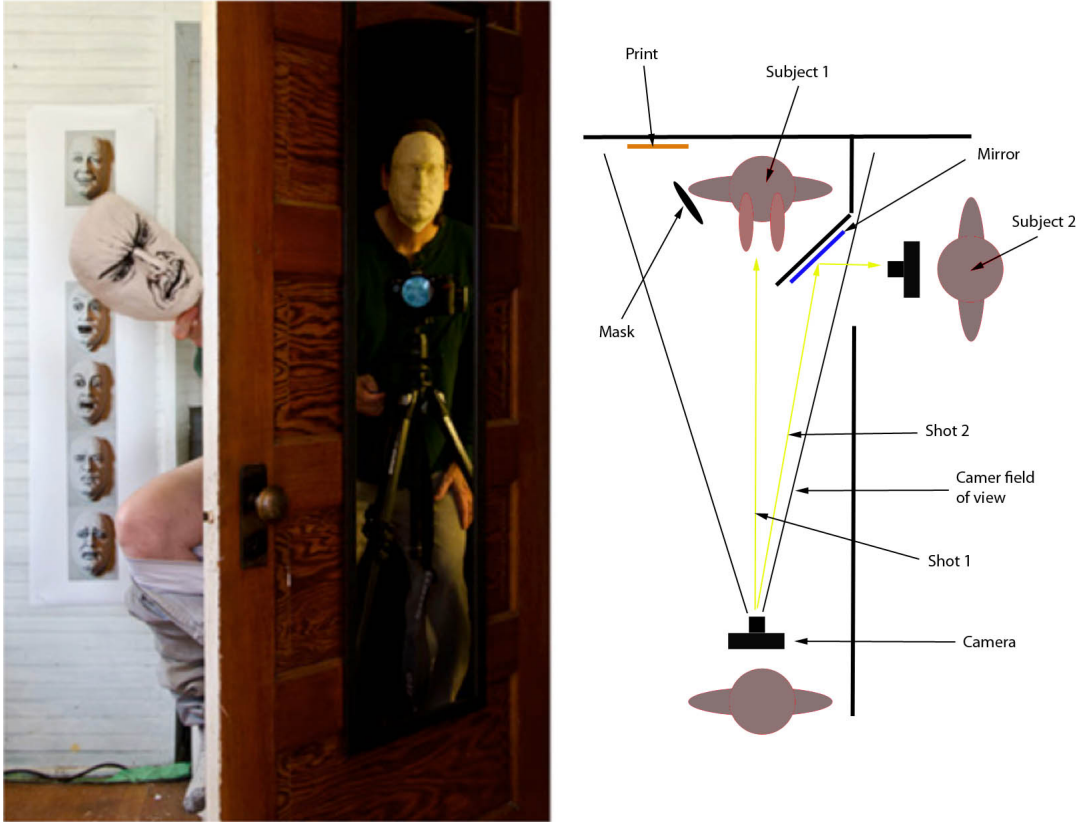 Print
Subject 1
Mirror
Subject 2
Mask
Shot 2
Camer field
of view
Shot 1
Camera